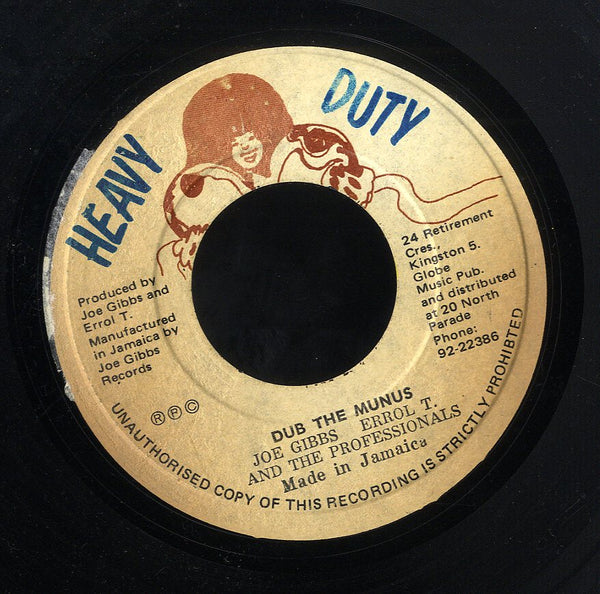 HEAVY
DUTY
Produced by
Joe Gibbs and
Errol T.
Manufactured
in Jamaica by
Joe Gibbs
Records
24 Retirement
Cres.,
Kingston 5.
Globe
Music Pub.
and distributed
at 20 North
Parade
Phone:
92-22386
Ⓡ Ⓟ Ⓒ
DUB THE MUNUS
JOE GIBBS ERROL T.
AND THE PROFESSIONALS
Made in Jamaica
UNAUTHORISED COPY OF THIS RECORDING IS STRICTLY PROHIBTED